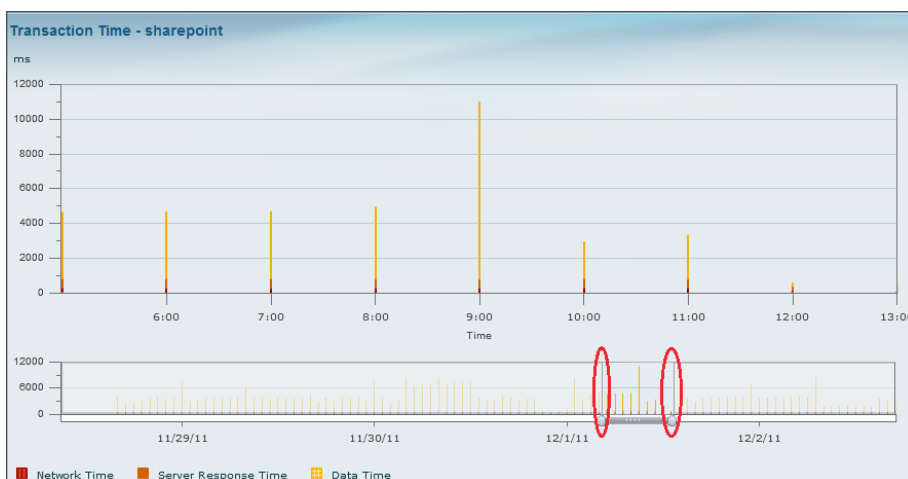 Transaction Time - sharepoint
ms
12000
10000
8000
6000
4000
2000
0
6:00 7:00 8:00 9:00 10:00 11:00 12:00 13:00
Time
12000
6000
0
11/29/11 11/30/11 12/1/11 12/2/11
Network Time Server Response Time Data Time